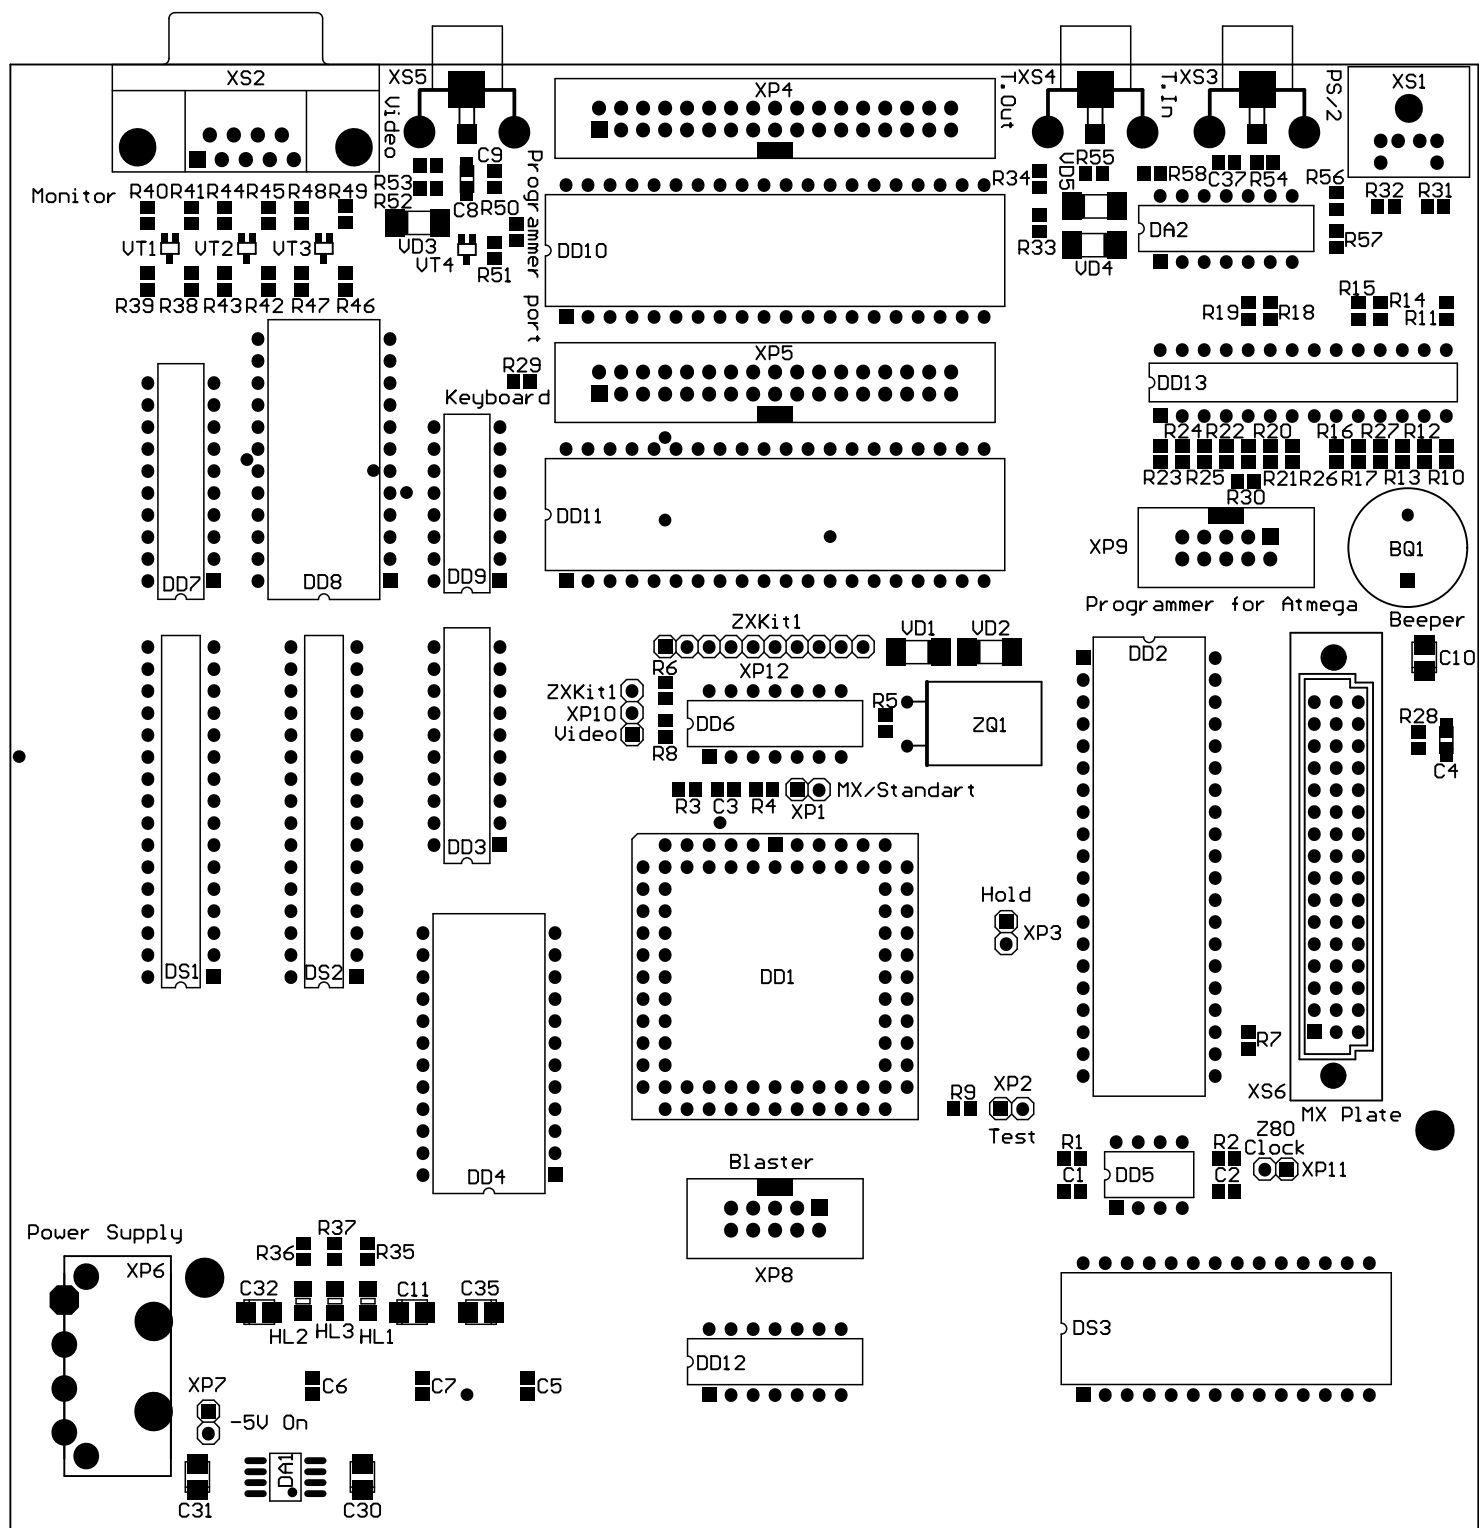 XS2
XS5
XP4
XS4
XS3
XS1
Video
T.Out
T.In
PS/2
Monitor
R40 R41 R44 R45 R48 R49
R53
R52
C9
C8
R50
R34
VD5
R55
R58
C37
R54
R56
R32
R31
VT1
VT2
VT3
VD3
VT4
R51
Programmer port
DD10
R33
VD4
DA2
R57
R39 R38 R43 R42 R47 R46
R19
R18
R15
R14
R11
XP5
R29
Keyboard
DD13
R24 R22 R20
R16 R27 R12
R23 R25
R21 R26 R17 R13 R10
R30
DD11
XP9
BQ1
DD7
DD8
DD9
Programmer for Atmega
Beeper
ZXKit1
VD1
VD2
R6
XP12
DD2
C10
ZXKit1
XP10
Video
DD6
R5
ZQ1
R8
R28
C4
MX/Standart
R3
C3
R4
XP1
DD3
Hold
XP3
DS1
DS2
DD1
R7
R9
XP2
XS6
Test
MX Plate
Z80
Clock
R1
R2
Blaster
DD4
C1
DD5
C2
XP11
Power Supply
R37
R36
R35
XP6
XP8
C32
C11
C35
HL2
HL3
HL1
DS3
DD12
XP7
C6
C7
C5
-5V On
DA1
C31
C30